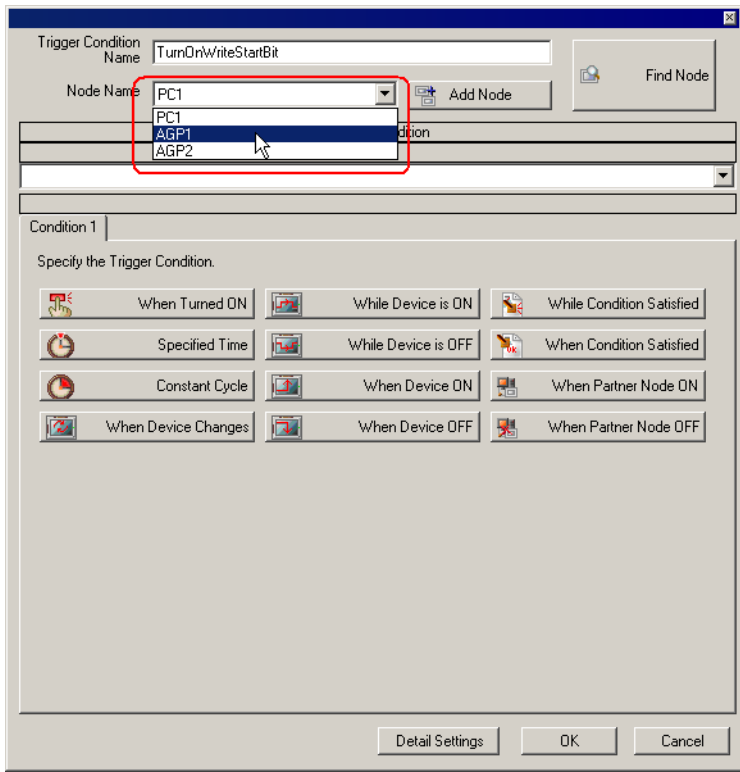 Trigger Condition
Name
TurnOnWriteStartBit
Find Node
Node Name
PC1
Add Node
PC1
AGP1
AGP2
dition
Condition 1
Specify the Trigger Condition.
When Turned ON
While Device is ON
While Condition Satisfied
Specified Time
While Device is OFF
When Condition Satisfied
Constant Cycle
When Device ON
When Partner Node ON
When Device Changes
When Device OFF
When Partner Node OFF
Detail Settings
OK
Cancel